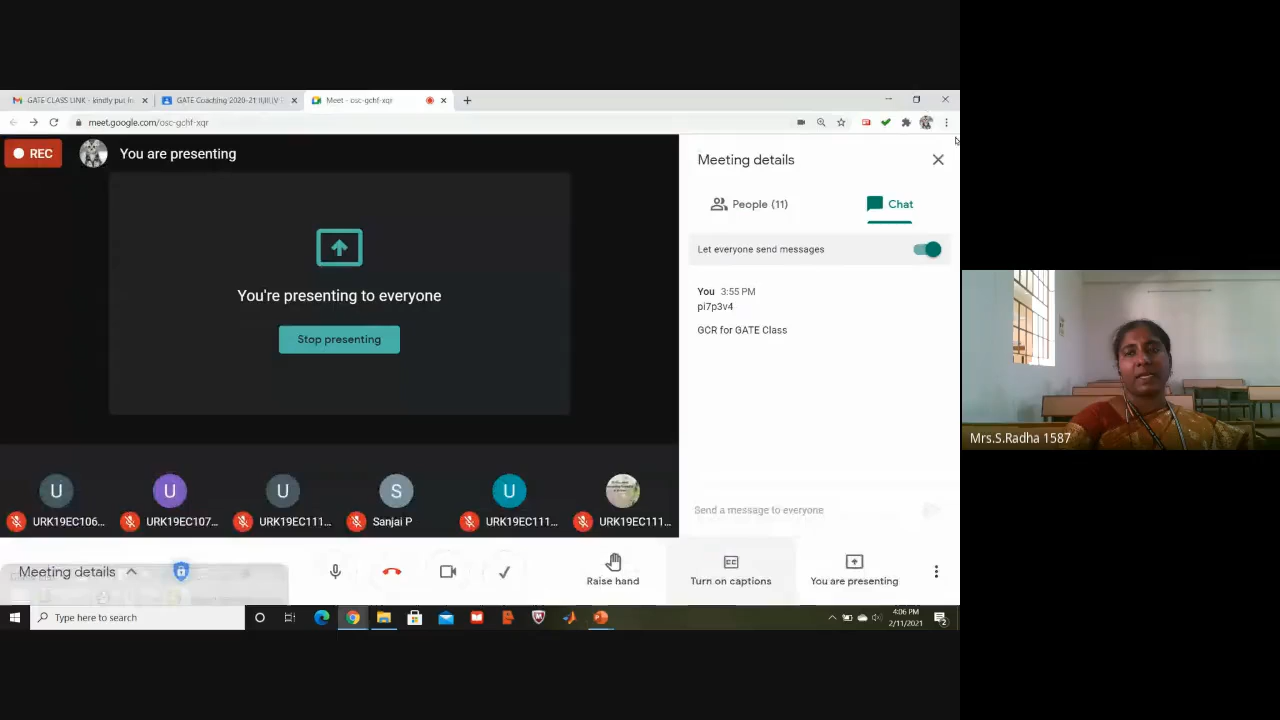 GATE CLASS LINK - kindly put in
GATE Coaching 2020-21 II,III,IV
Meet - osc-gchf-xqr
meet.google.com/osc-gchf-xqr
REC
You are presenting
Meeting details
People (11)
Chat
Let everyone send messages
You 3:55 PM
pi7p3v4
GCR for GATE Class
You're presenting to everyone
Stop presenting
Mrs.S.Radha 1587
U
U
U
S
U
URK19EC106...
URK19EC107...
URK19EC111...
Sanjai P
URK19EC111...
URK19EC111...
Send a message to everyone
Meeting details
Raise hand
Turn on captions
You are presenting
Type here to search
4:06 PM
2/11/2021